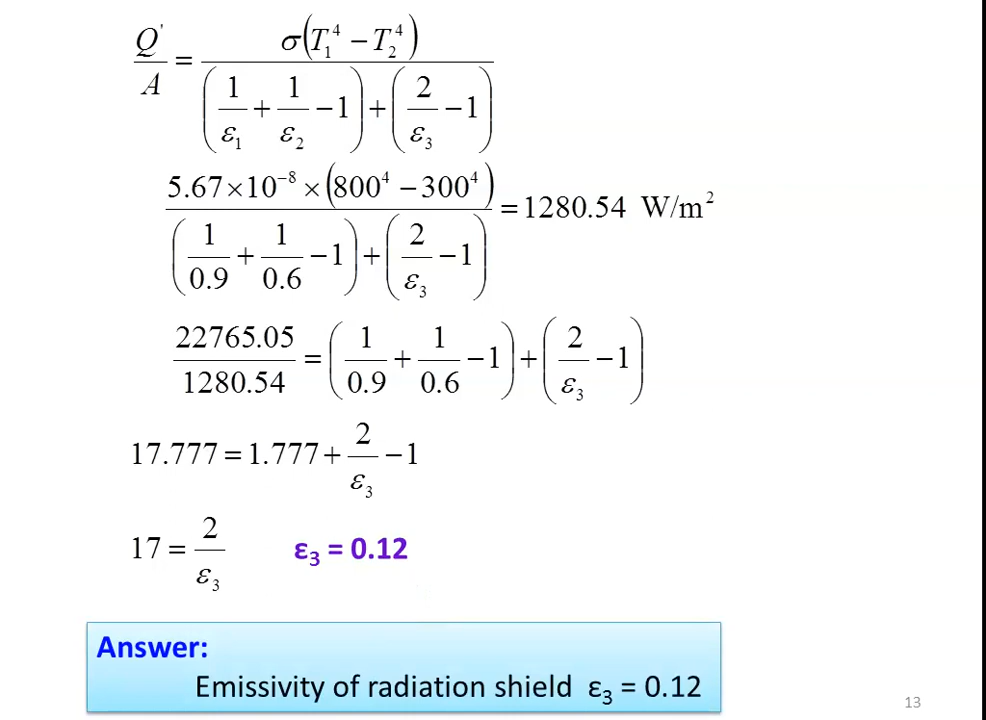 Q'/A = σ(T₁⁴ − T₂⁴) / ((1/ε₁ + 1/ε₂ − 1) + (2/ε₃ − 1))
5.67 × 10⁻⁸ × (800⁴ − 300⁴) / ((1/0.9 + 1/0.6 − 1) + (2/ε₃ − 1)) = 1280.54 W/m²
22765.05/1280.54 = (1/0.9 + 1/0.6 − 1) + (2/ε₃ − 1)
17.777 = 1.777 + 2/ε₃ − 1
17 = 2/ε₃ ε₃ = 0.12
Answer:
Emissivity of radiation shield ε₃ = 0.12
13